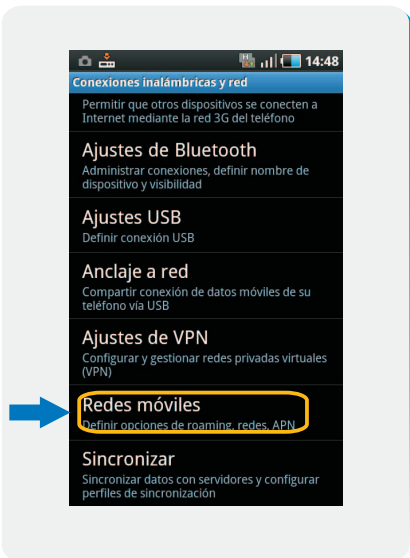 14:48
Conexiones inalámbricas y red
Permitir que otros dispositivos se conecten a
Internet mediante la red 3G del teléfono
Ajustes de Bluetooth
Administrar conexiones, definir nombre de
dispositivo y visibilidad
Ajustes USB
Definir conexión USB
Anclaje a red
Compartir conexión de datos móviles de su
teléfono vía USB
Ajustes de VPN
Configurar y gestionar redes privadas virtuales
(VPN)
Redes móviles
Definir opciones de roaming, redes, APN
Sincronizar
Sincronizar datos con servidores y configurar
perfiles de sincronización